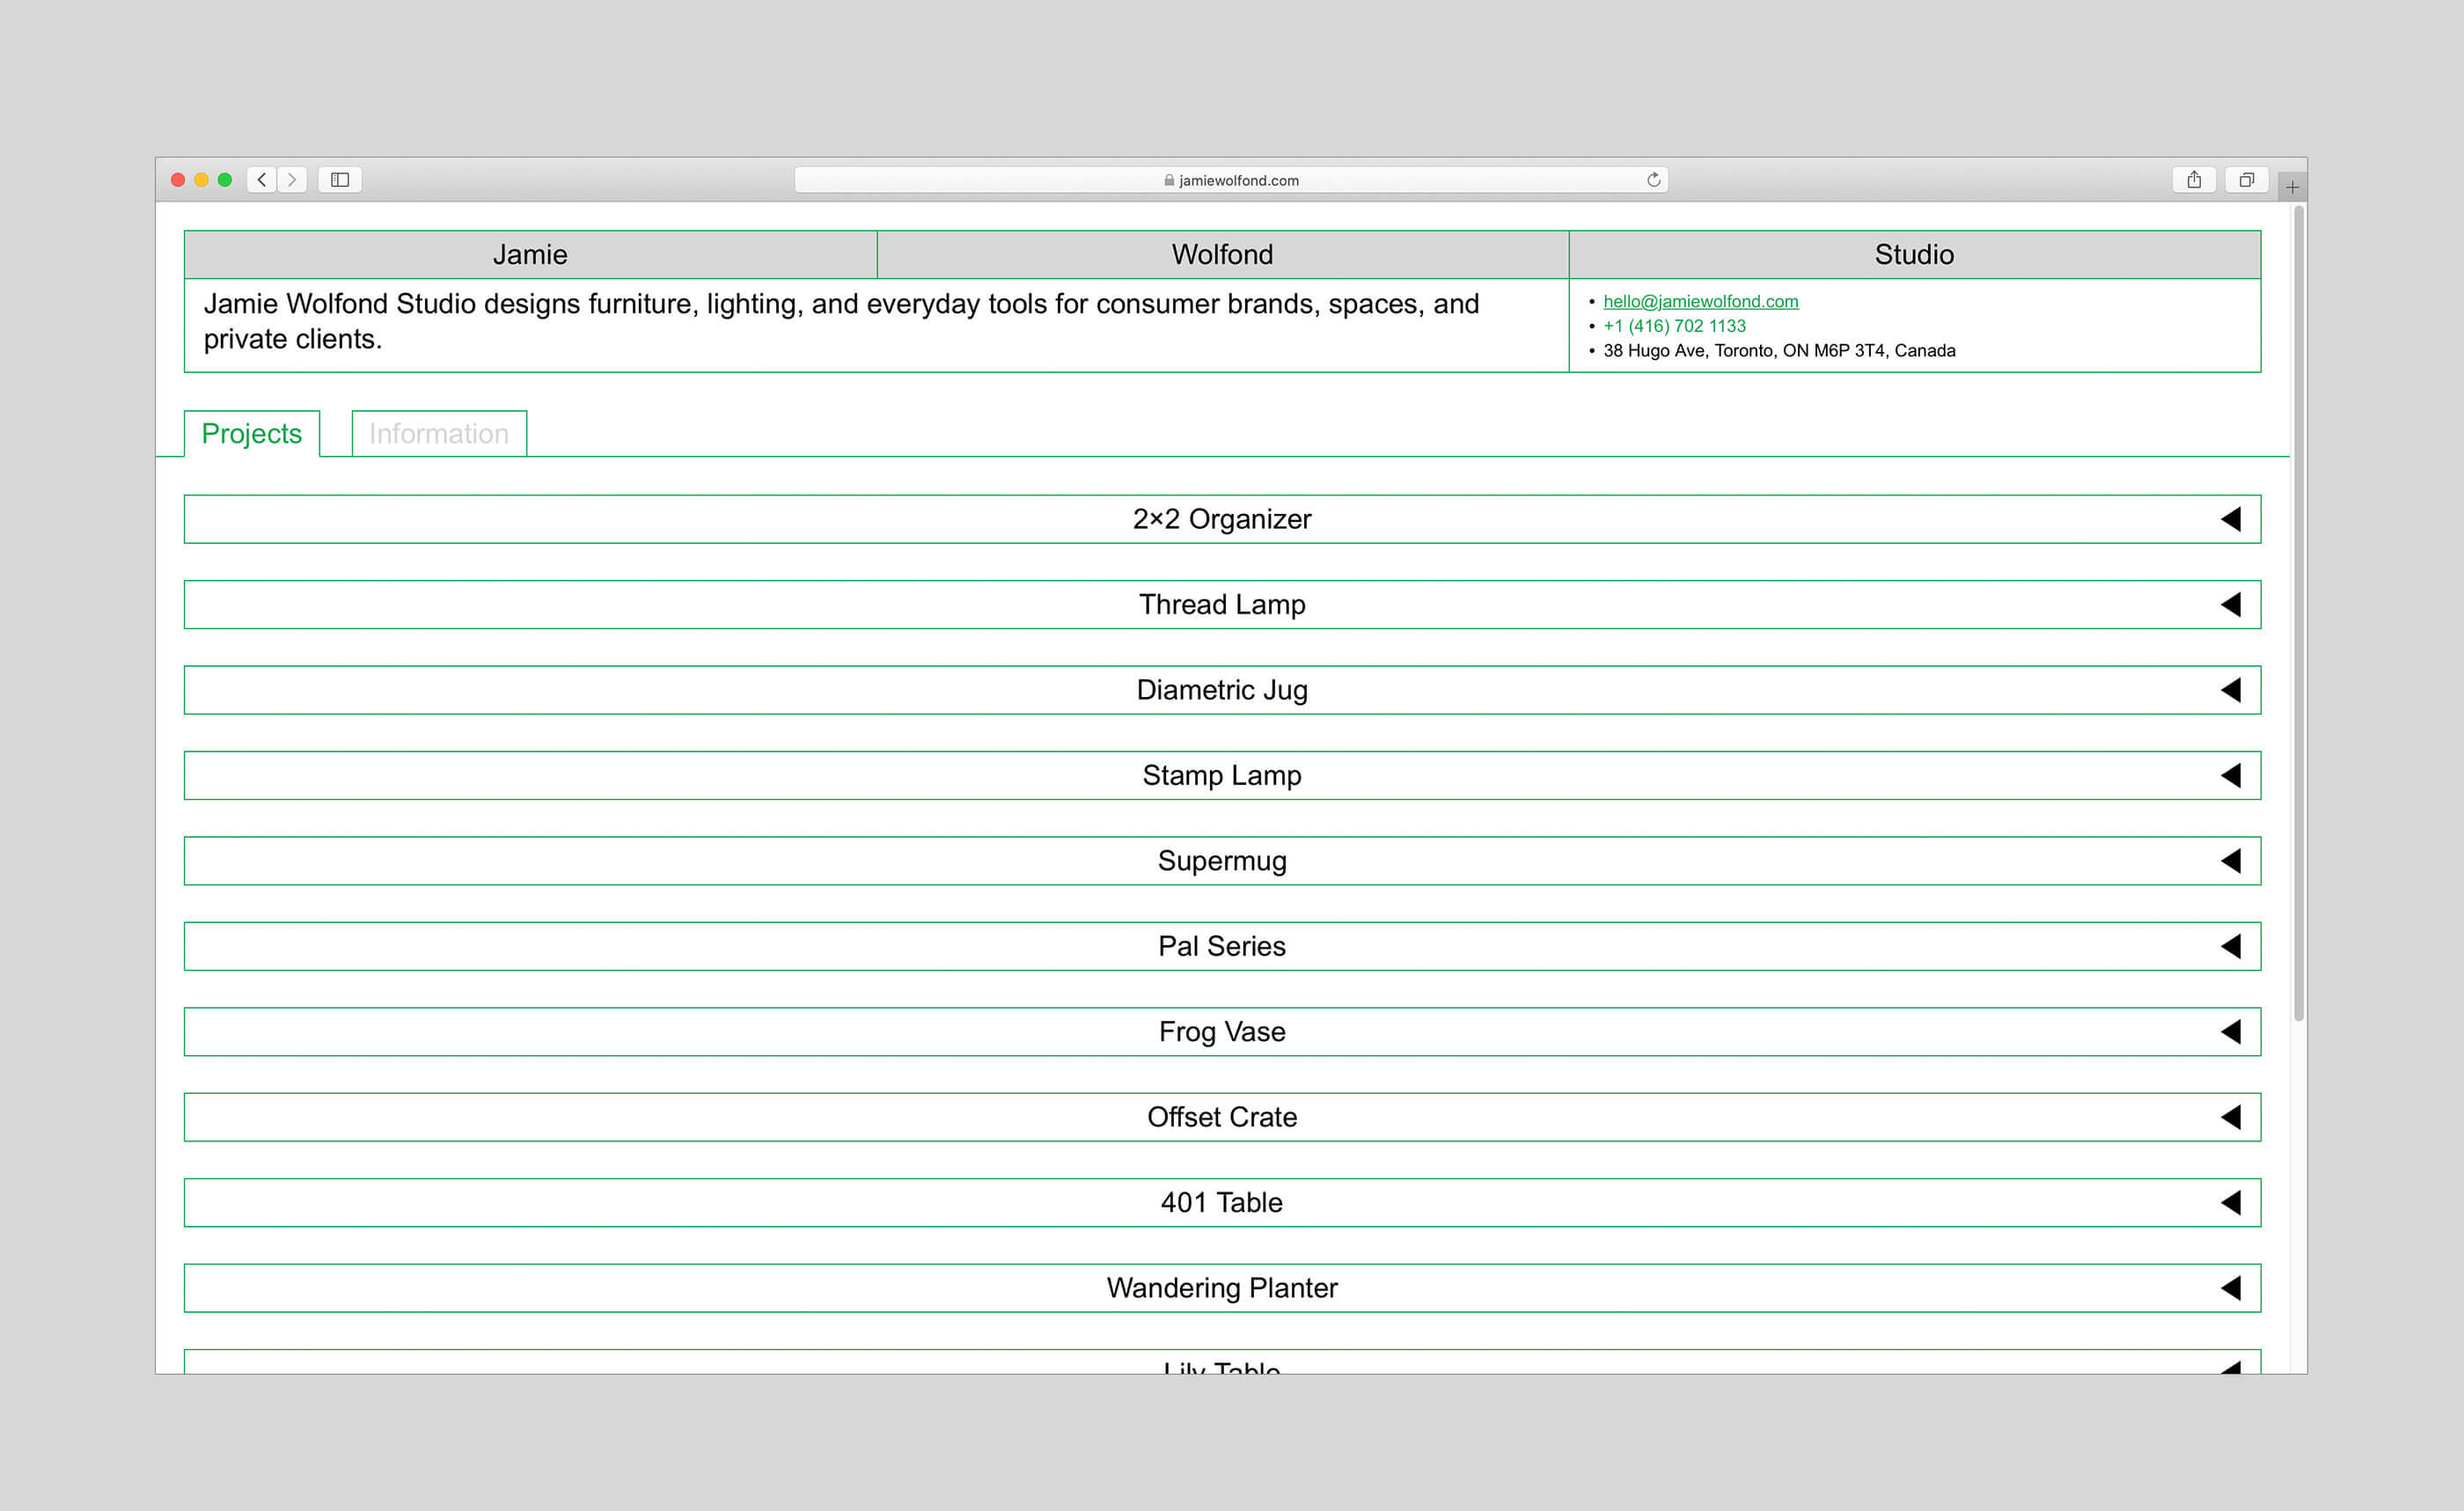 jamiewolfond.com
Jamie Wolfond Studio
Jamie Wolfond Studio designs furniture, lighting, and everyday tools for consumer brands, spaces, and
private clients.
• hello@jamiewolfond.com
• +1 (416) 702 1133
• 38 Hugo Ave, Toronto, ON M6P 3T4, Canada
Projects Information
2×2 Organizer
Thread Lamp
Diametric Jug
Stamp Lamp
Supermug
Pal Series
Frog Vase
Offset Crate
401 Table
Wandering Planter
Lily Table